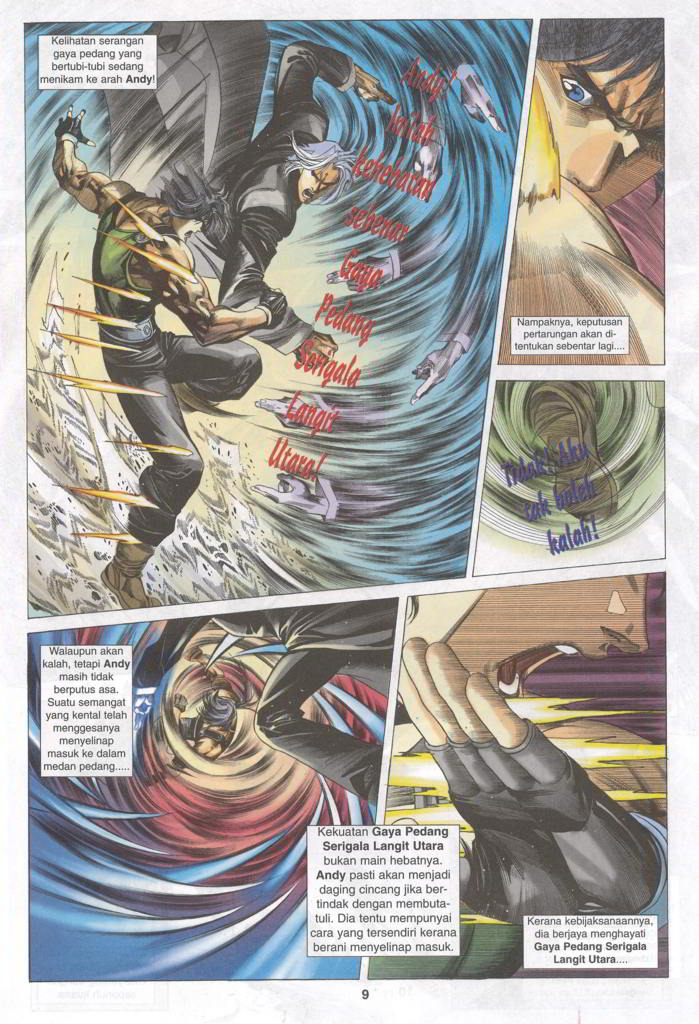 Kelihatan serangan
gaya pedang yang
bertubi-tubi sedang
menikam ke arah Andy!
Andy!
Inilah
kehebatan
sebenar
Gaya
Pedang
Serigala
Langit
Utara!
Nampaknya, keputusan
pertarungan akan di-
tentukan sebentar lagi....
Tidak! Aku
tak boleh
kalah!
Walaupun akan
kalah, tetapi Andy
masih tidak
berputus asa.
Suatu semangat
yang kental telah
menggesanya
menyelinap
masuk ke dalam
medan pedang.....
Kekuatan Gaya Pedang
Serigala Langit Utara
bukan main hebatnya.
Andy pasti akan menjadi
daging cincang jika ber-
tindak dengan membuta-
tuli. Dia tentu mempunyai
cara yang tersendiri kerana
berani menyelinap masuk.
Kerana kebijaksanaannya,
dia berjaya menghayati
Gaya Pedang Serigala
Langit Utara....
9